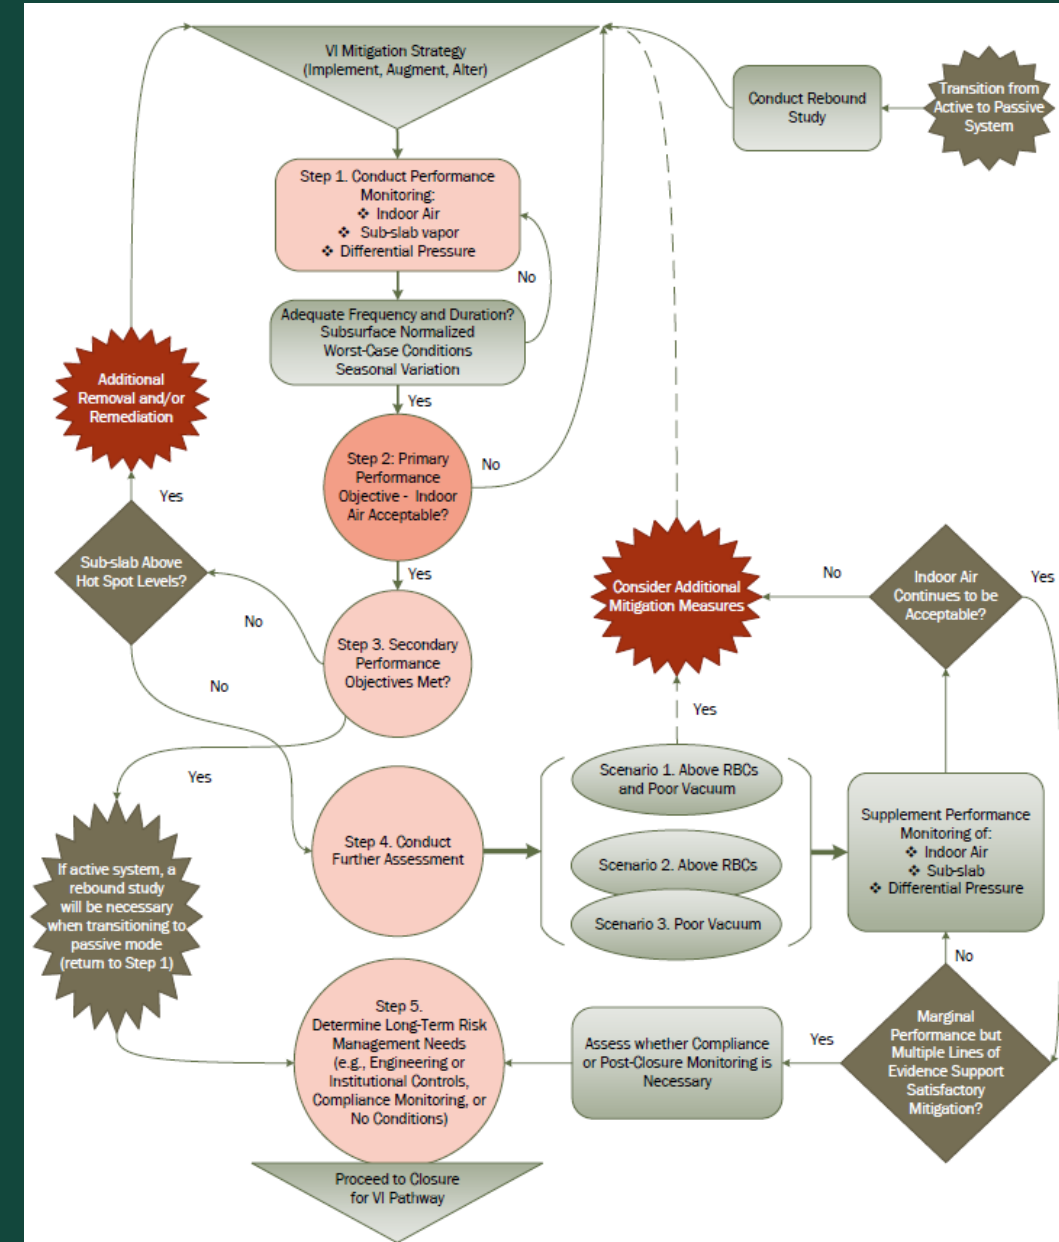 VI Mitigation Strategy
(Implement, Augment, Alter)
Conduct Rebound
Study
Transition from
Active to Passive
System
Step 1. Conduct Performance
Monitoring:
❖ Indoor Air
❖ Sub-slab vapor
❖ Differential Pressure
No
Adequate Frequency and Duration?
Subsurface Normalized
Worst-Case Conditions
Seasonal Variation
Yes
Additional
Removal and/or
Remediation
Step 2: Primary
Performance
Objective - Indoor
Air Acceptable?
No
Yes
Yes
Sub-slab Above
Hot Spot Levels?
No
No
Step 3. Secondary
Performance
Objectives Met?
Yes
Consider Additional
Mitigation Measures
No
Indoor Air
Continues to be
Acceptable?
Yes
Yes
Step 4. Conduct
Further Assessment
Scenario 1. Above RBCs
and Poor Vacuum
Scenario 2. Above RBCs
Scenario 3. Poor Vacuum
Supplement Performance
Monitoring of:
❖ Indoor Air
❖ Sub-slab
❖ Differential Pressure
No
If active system, a
rebound study
will be necessary
when transitioning to
passive mode
(return to Step 1)
Step 5.
Determine Long-Term Risk
Management Needs
(e.g., Engineering or
Institutional Controls,
Compliance Monitoring, or
No Conditions)
Assess whether Compliance
or Post-Closure Monitoring is
Necessary
Yes
Marginal
Performance but
Multiple Lines of
Evidence Support
Satisfactory
Mitigation?
Proceed to Closure
for VI Pathway